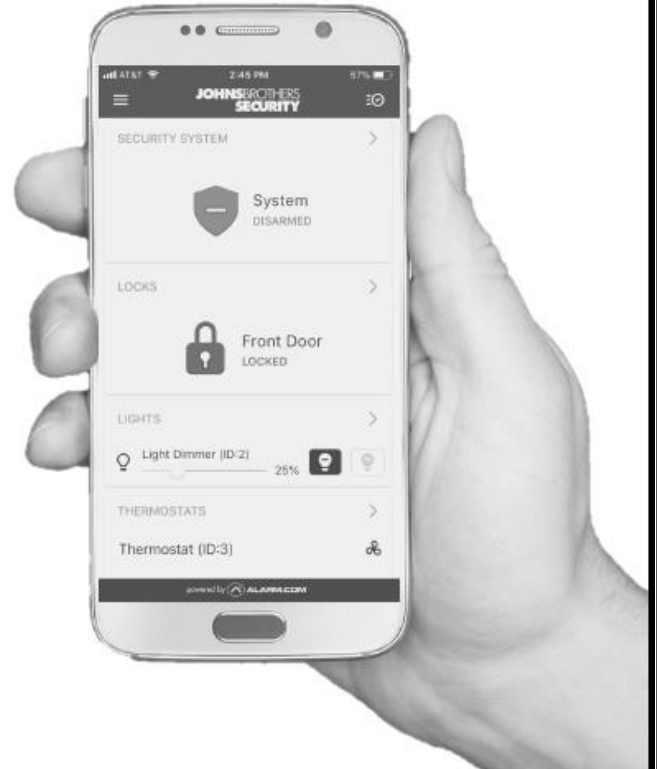 AT&T 2:45 PM 57%
JOHNSBROTHERS
SECURITY
SECURITY SYSTEM
System
DISARMED
LOCKS
Front Door
LOCKED
LIGHTS
Light Dimmer (ID:2)
25%
THERMOSTATS
Thermostat (ID:3)
powered by ALARM.COM